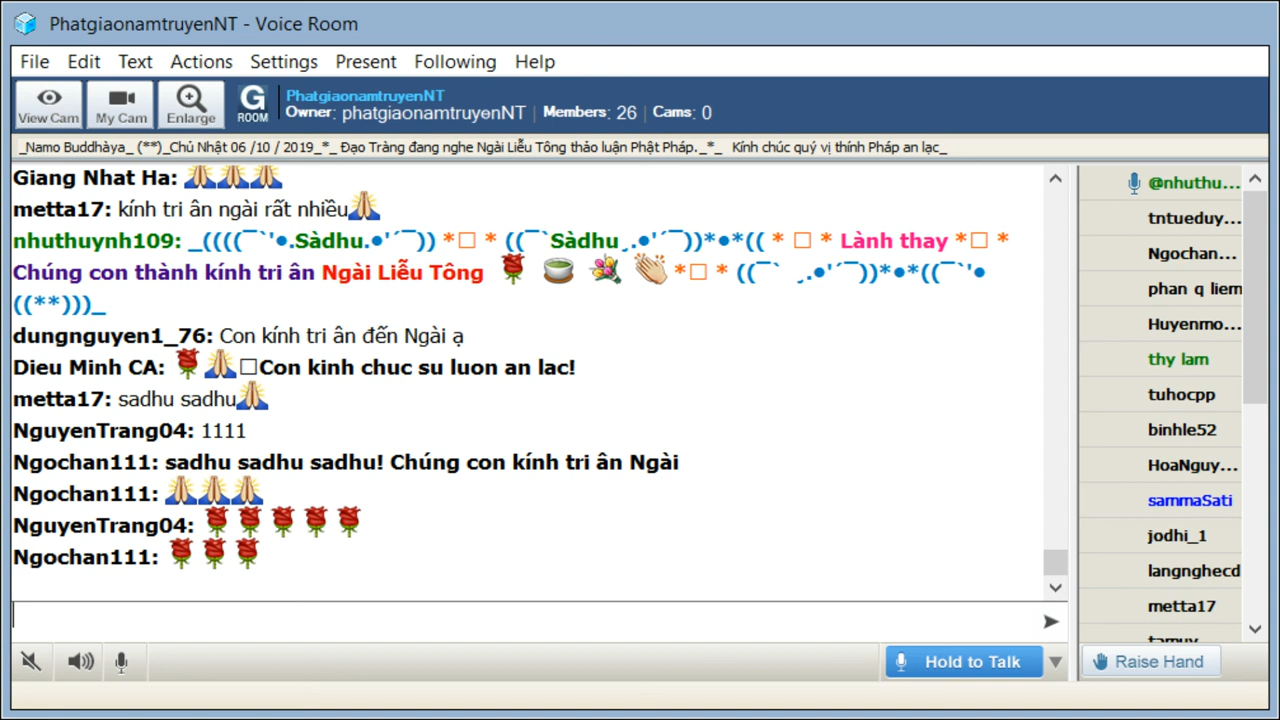 PhatgiaonamtruyenNT - Voice Room
File Edit Text Actions Settings Present Following Help
View Cam My Cam Enlarge G ROOM PhatgiaonamtruyenNT
Owner: phatgiaonamtruyenNT | Members: 26 | Cams: 0
_Namo Buddhàya_ (**)_Chủ Nhật 06 /10 / 2019_*_ Đạo Tràng đang nghe Ngài Liễu Tông thảo luận Phật Pháp._*_ Kính chúc quý vị thính Pháp an lạc_
Giang Nhat Ha: 🙏🙏🙏
metta17: kính tri ân ngài rất nhiều🙏
nhuthuynh109: _((((¯`'●.Sàdhu.●'´¯)) *□ * ((¯`Sàdhu¸.●'´¯))*●*(( * □ * Lành thay *□ *
Chúng con thành kính tri ân Ngài Liễu Tông 🌹 🍵 💐 👏 *□ * ((¯` ¸.●'´¯))*●*((¯`'●
((**)))_
dungnguyen1_76: Con kính tri ân đến Ngài ạ
Dieu Minh CA: 🌹🙏□Con kinh chuc su luon an lac!
metta17: sadhu sadhu🙏
NguyenTrang04: 1111
Ngochan111: sadhu sadhu sadhu! Chúng con kính tri ân Ngài
Ngochan111: 🙏🙏🙏
NguyenTrang04: 🌹🌹🌹🌹🌹
Ngochan111: 🌹🌹🌹
@nhuthu...
tntueduy...
Ngochan...
phan q liem
Huyenmo...
thy lam
tuhocpp
binhle52
HoaNguy...
sammaSati
jodhi_1
langnghecd
metta17
Hold to Talk
Raise Hand